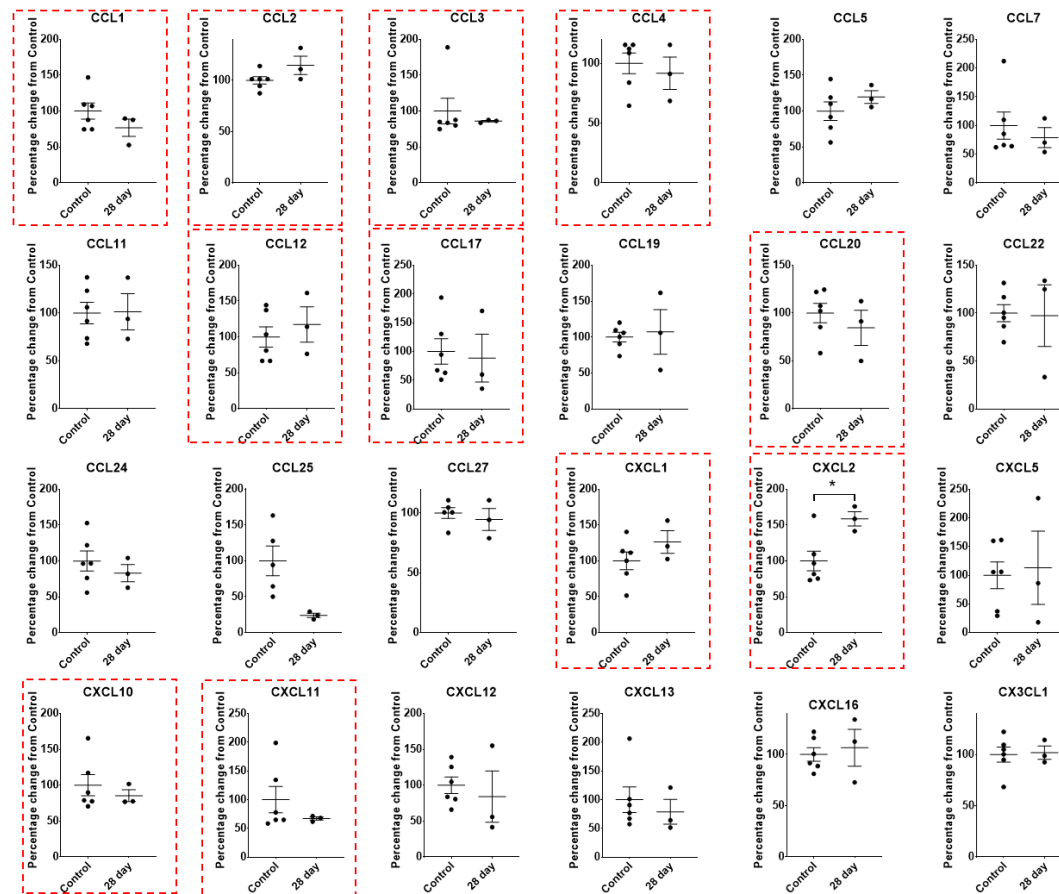 CCL1
Percentage change from Control
200
150
100
50
0
Control
28 day
CCL2
Percentage change from Control
100
50
0
Control
28 day
CCL3
Percentage change from Control
200
150
100
50
0
Control
28 day
CCL4
Percentage change from Control
100
50
0
Control
28 day
CCL5
Percentage change from Control
200
150
100
50
0
Control
28 day
CCL7
Percentage change from Control
250
200
150
100
50
0
Control
28 day
CCL11
Percentage change from Control
150
100
50
0
Control
28 day
CCL12
Percentage change from Control
200
150
100
50
0
Control
28 day
CCL17
Percentage change from Control
250
200
150
100
50
0
Control
28 day
CCL19
Percentage change from Control
200
150
100
50
0
Control
28 day
CCL20
Percentage change from Control
200
150
100
50
0
Control
28 day
CCL22
Percentage change from Control
150
100
50
0
Control
28 day
CCL24
Percentage change from Control
200
150
100
50
0
Control
28 day
CCL25
Percentage change from Control
200
150
100
50
0
Control
28 day
CCL27
Percentage change from Control
100
50
0
Control
28 day
CXCL1
Percentage change from Control
200
150
100
50
0
Control
28 day
CXCL2
Percentage change from Control
200
150
100
50
0
*
Control
28 day
CXCL5
Percentage change from Control
250
200
150
100
50
0
Control
28 day
CXCL10
Percentage change from Control
200
150
100
50
0
Control
28 day
CXCL11
Percentage change from Control
250
200
150
100
50
0
Control
28 day
CXCL12
Percentage change from Control
250
200
150
100
50
0
Control
28 day
CXCL13
Percentage change from Control
250
200
150
100
50
0
Control
28 day
CXCL16
Percentage change from Control
100
50
0
Control
28 day
CX3CL1
Percentage change from Control
100
50
0
Control
28 day